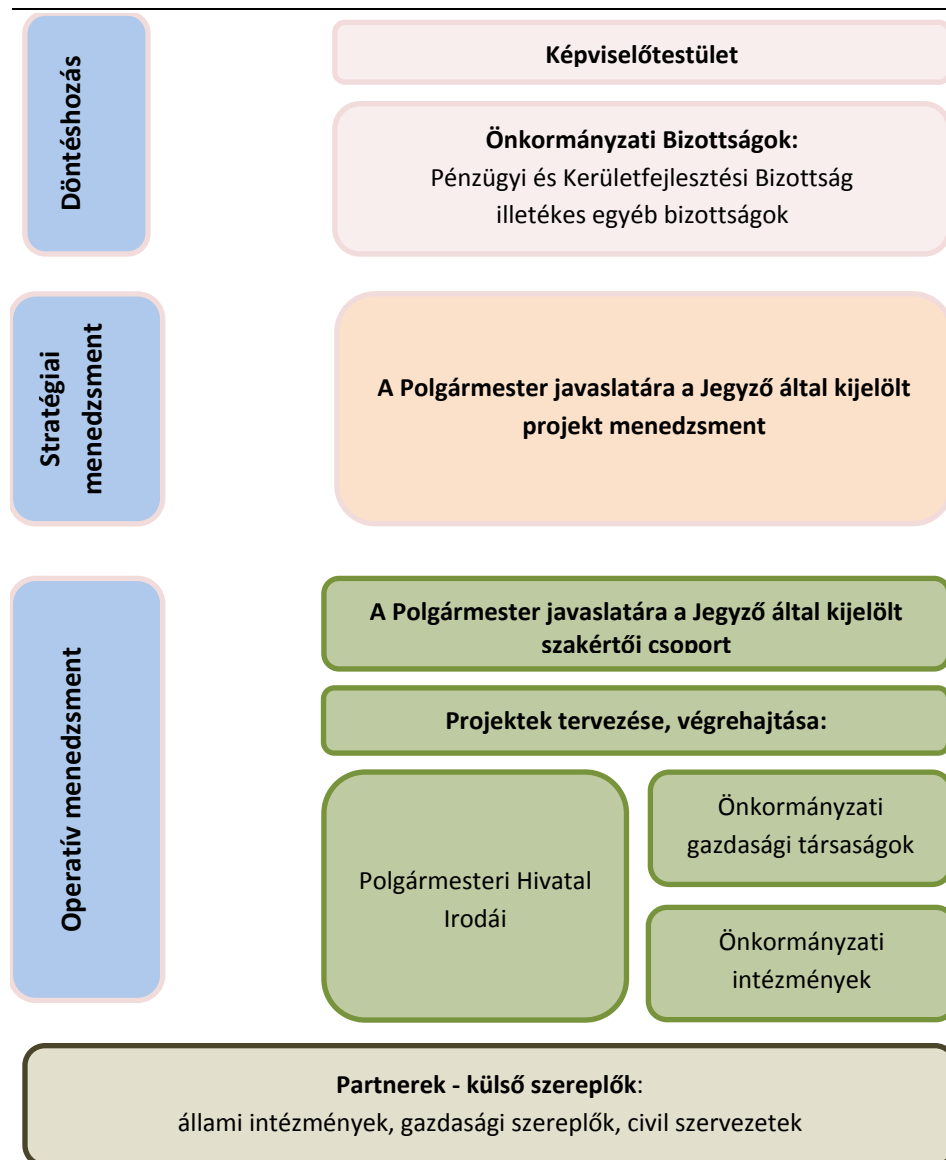 Döntéshozás
Képviselőtestület
Önkormányzati Bizottságok:
Pénzügyi és Kerületfejlesztési Bizottság
illetékes egyéb bizottságok
Stratégiai
menedzsment
A Polgármester javaslatára a Jegyző által kijelölt
projekt menedzsment
Operatív menedzsment
A Polgármester javaslatára a Jegyző által kijelölt
szakértői csoport
Projektek tervezése, végrehajtása:
Polgármesteri Hivatal
Irodái
Önkormányzati
gazdasági társaságok
Önkormányzati
intézmények
Partnerek - külső szereplők:
állami intézmények, gazdasági szereplők, civil szervezetek